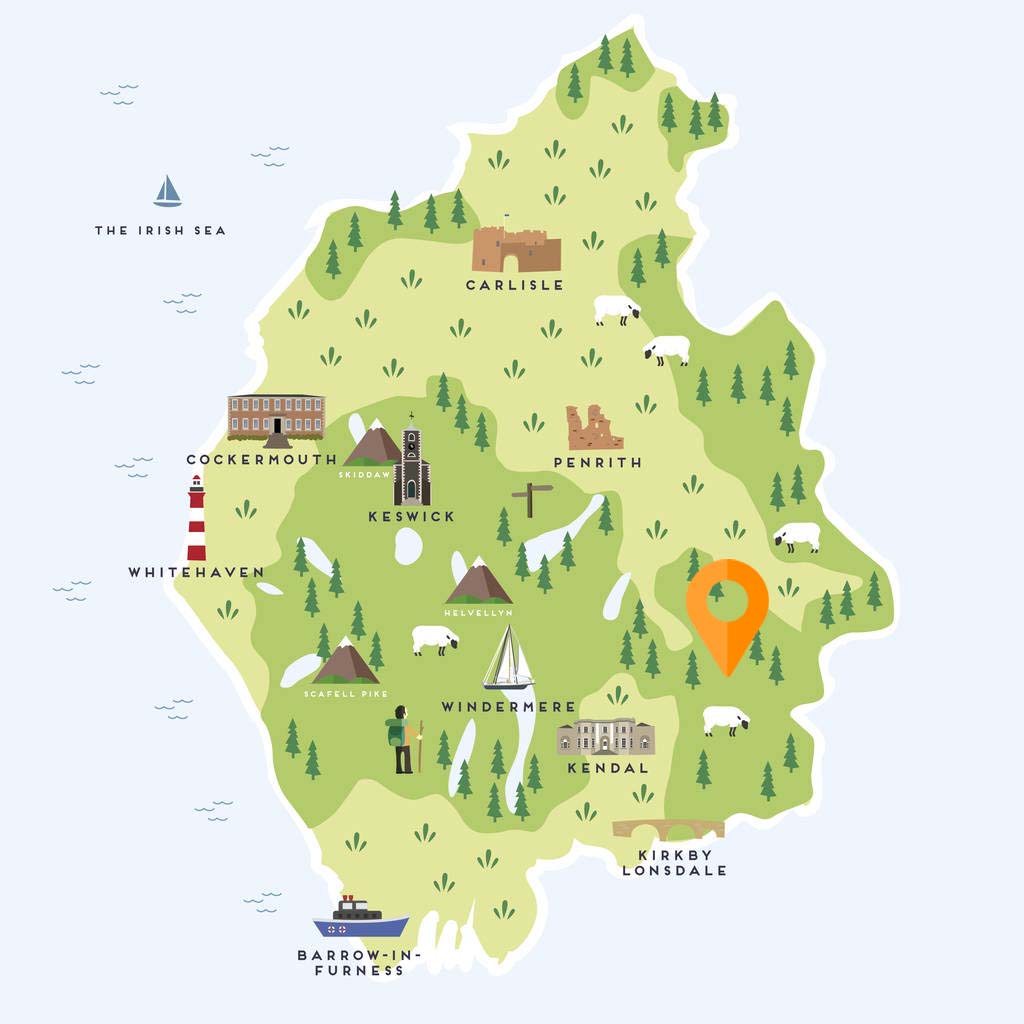 THE IRISH SEA
CARLISLE
COCKERMOUTH
SKIDDAW
PENRITH
KESWICK
WHITEHAVEN
HELVELLYN
SCAFELL PIKE
WINDERMERE
KENDAL
KIRKBY
LONSDALE
BARROW-IN-
FURNESS